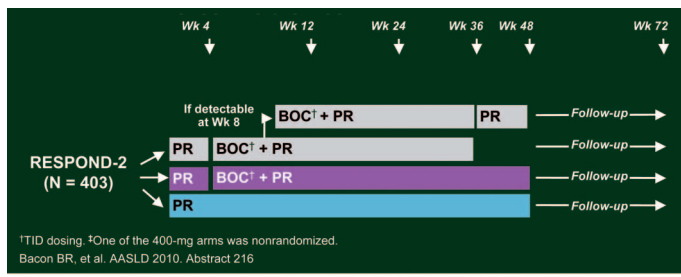 Wk 4 Wk 12 Wk 24 Wk 36 Wk 48 Wk 72
If detectable
at Wk 8
BOC† + PR PR Follow-up
PR BOC† + PR Follow-up
RESPOND-2
(N = 403)
PR BOC† + PR Follow-up
PR Follow-up
†TID dosing. ‡One of the 400-mg arms was nonrandomized.
Bacon BR, et al. AASLD 2010. Abstract 216